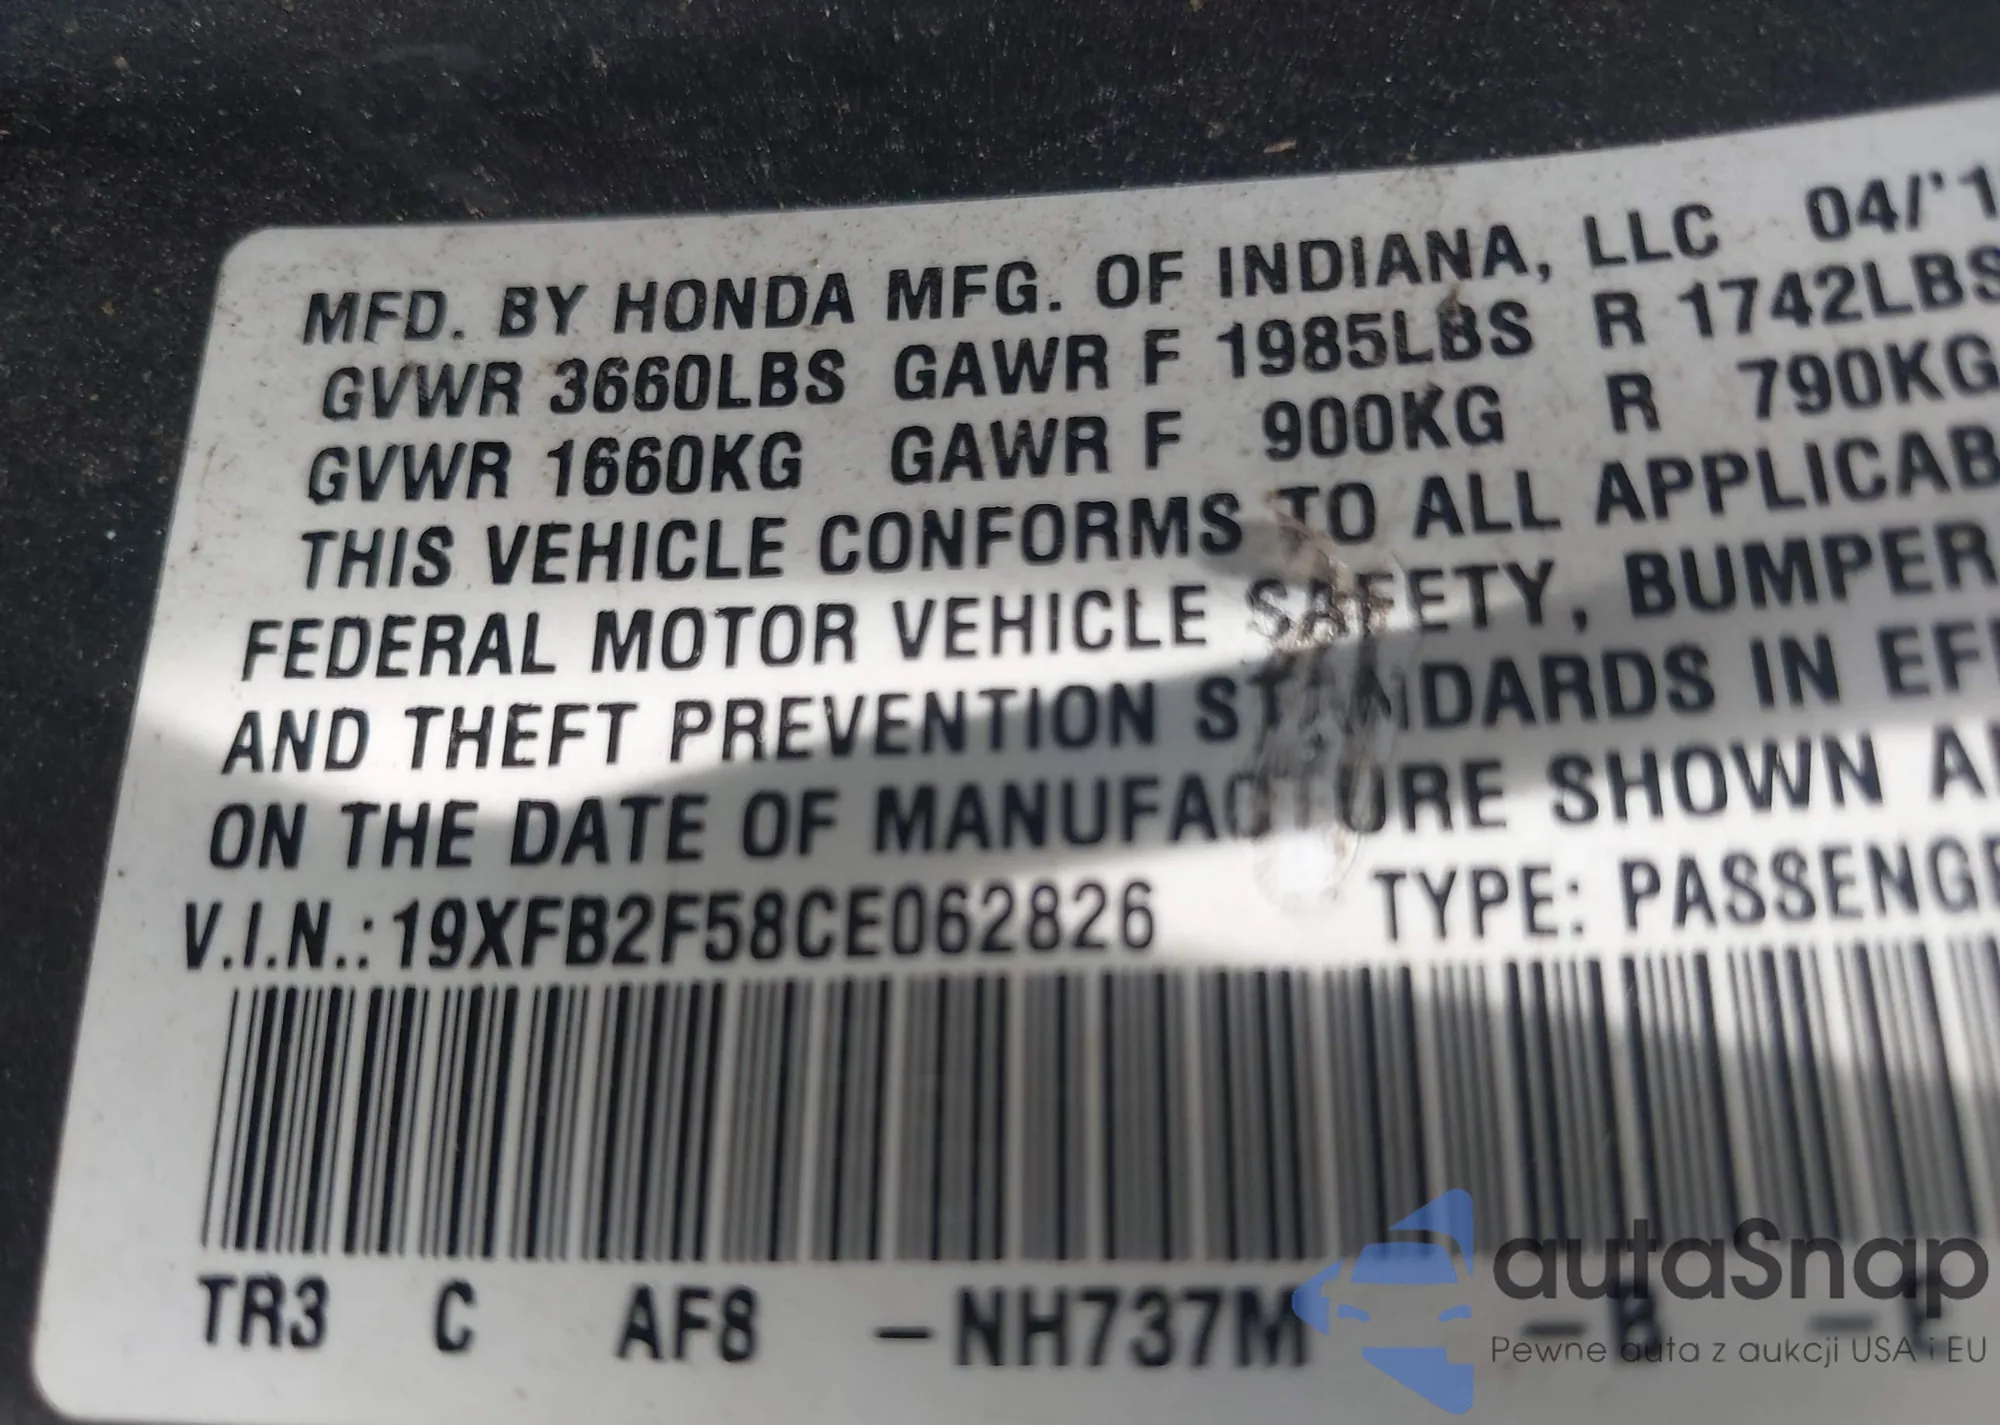 MFD. BY HONDA MFG. OF INDIANA, LLC 04/'1
GVWR 3660LBS GAWR F 1985LBS R 1742LBS
GVWR 1660KG GAWR F 900KG R 790KG
THIS VEHICLE CONFORMS TO ALL APPLICAB
FEDERAL MOTOR VEHICLE SAFETY, BUMPER
AND THEFT PREVENTION STANDARDS IN EFF
ON THE DATE OF MANUFACTURE SHOWN A
V.I.N.: 19XFB2F58CE062826 TYPE: PASSENGE
TR3 C AF8 -NH737M -B -
autaSnap
Pewne auta z aukcji USA i EU